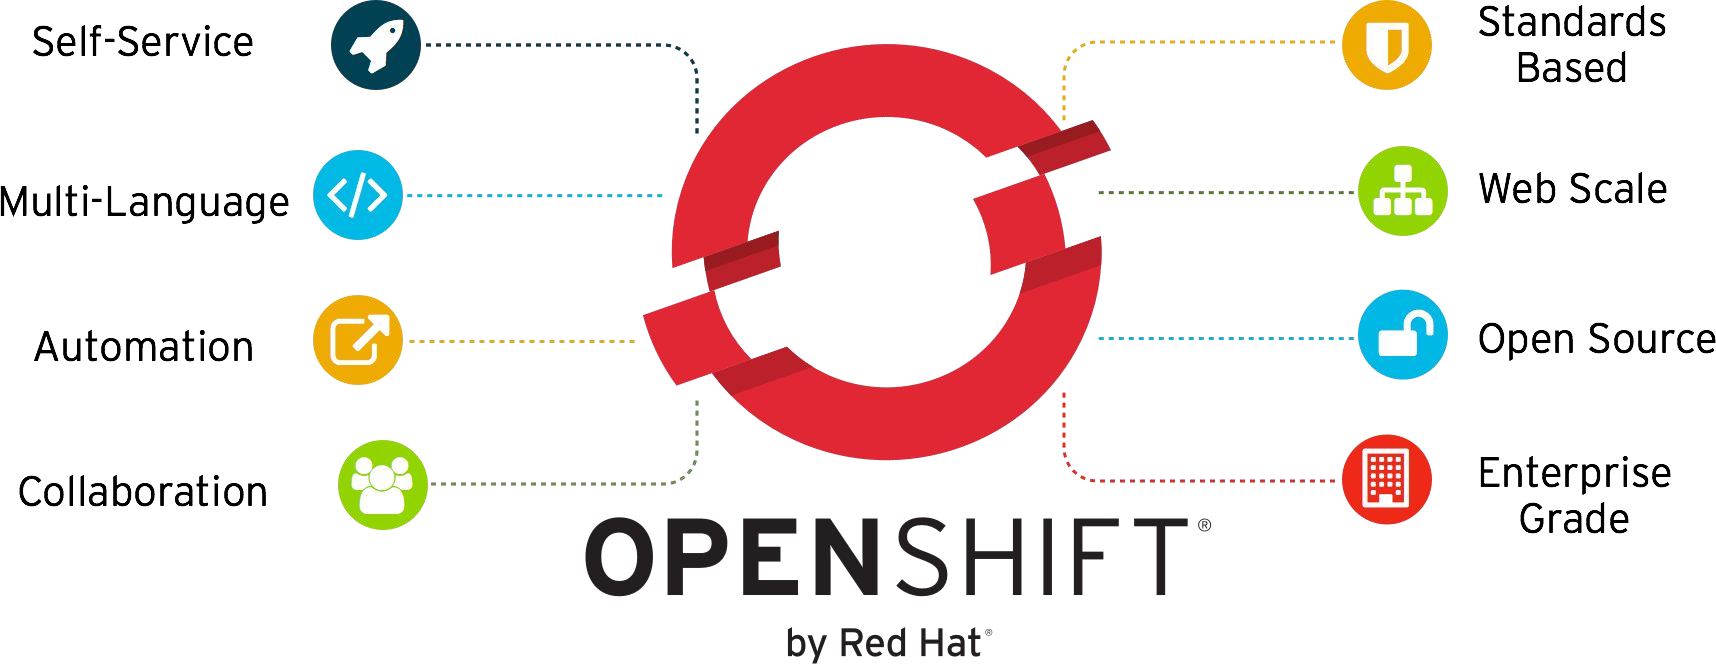 Self-Service
Multi-Language
Automation
Collaboration
Standards
Based
Web Scale
Open Source
Enterprise
Grade
OPENSHIFT®
by Red Hat®